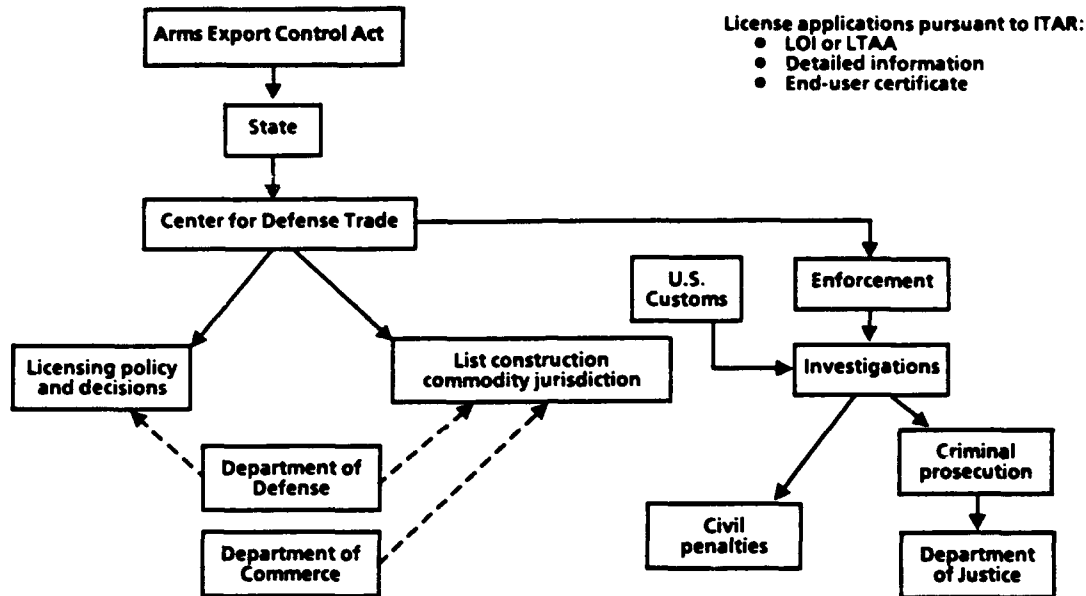 Arms Export Control Act
License applications pursuant to ITAR:
● LOI or LTAA
● Detailed information
● End-user certificate
State
Center for Defense Trade
U.S.
Customs
Enforcement
Licensing policy
and decisions
List construction
commodity jurisdiction
Investigations
Department of
Defense
Criminal
prosecution
Civil
penalties
Department of
Commerce
Department
of Justice